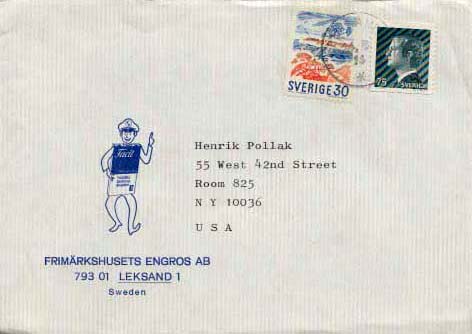 SVERIGE 30
75 SVERIGE
Henrik Pollak
55 West 42nd Street
Room 825
N Y 10036
U S A
Facit
FRIMÄRKSHUSETS ENGROS AB
793 01 LEKSAND 1
Sweden